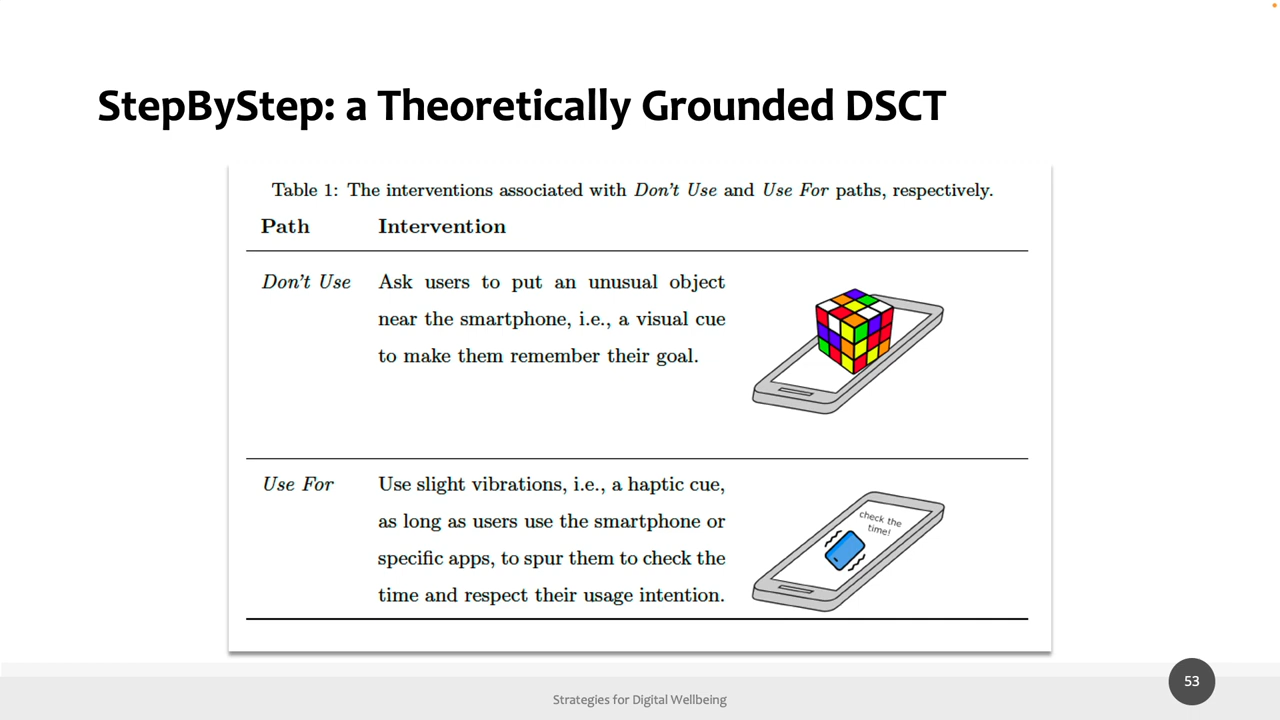 StepByStep: a Theoretically Grounded DSCT
Table 1: The interventions associated with Don't Use and Use For paths, respectively.
Path Intervention
Don't Use Ask users to put an unusual object
near the smartphone, i.e., a visual cue
to make them remember their goal.
Use For Use slight vibrations, i.e., a haptic cue,
as long as users use the smartphone or
specific apps, to spur them to check the
time and respect their usage intention.
check the
time!
53
Strategies for Digital Wellbeing